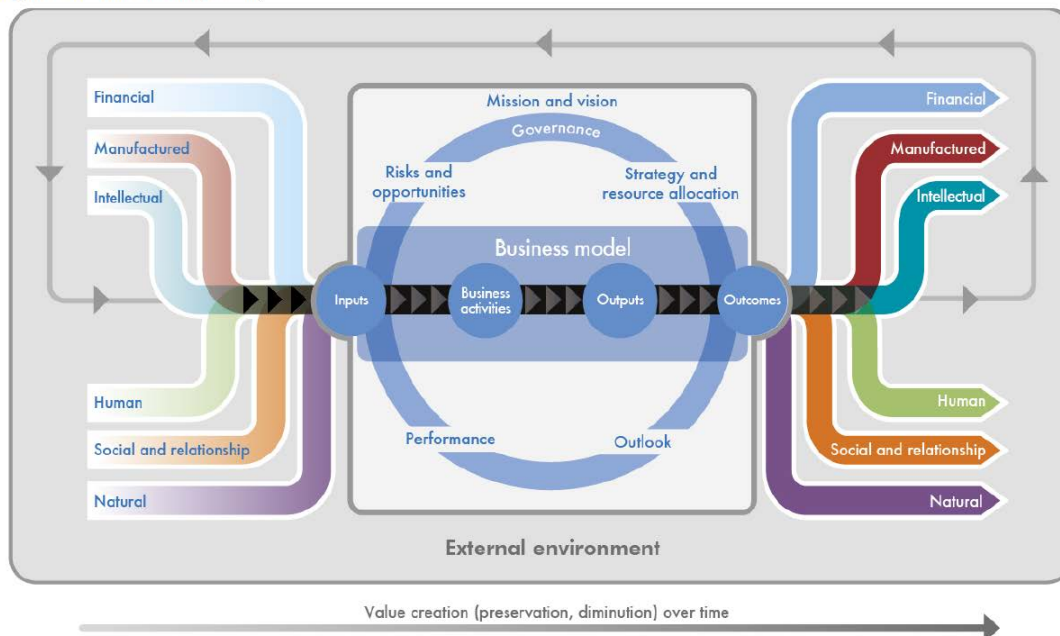 Financial
Manufactured
Intellectual
Human
Social and relationship
Natural
Mission and vision
Governance
Risks and
opportunities
Strategy and
resource allocation
Business model
Inputs
Business
activities
Outputs
Outcomes
Performance
Outlook
Financial
Manufactured
Intellectual
Human
Social and relationship
Natural
External environment
Value creation (preservation, diminution) over time